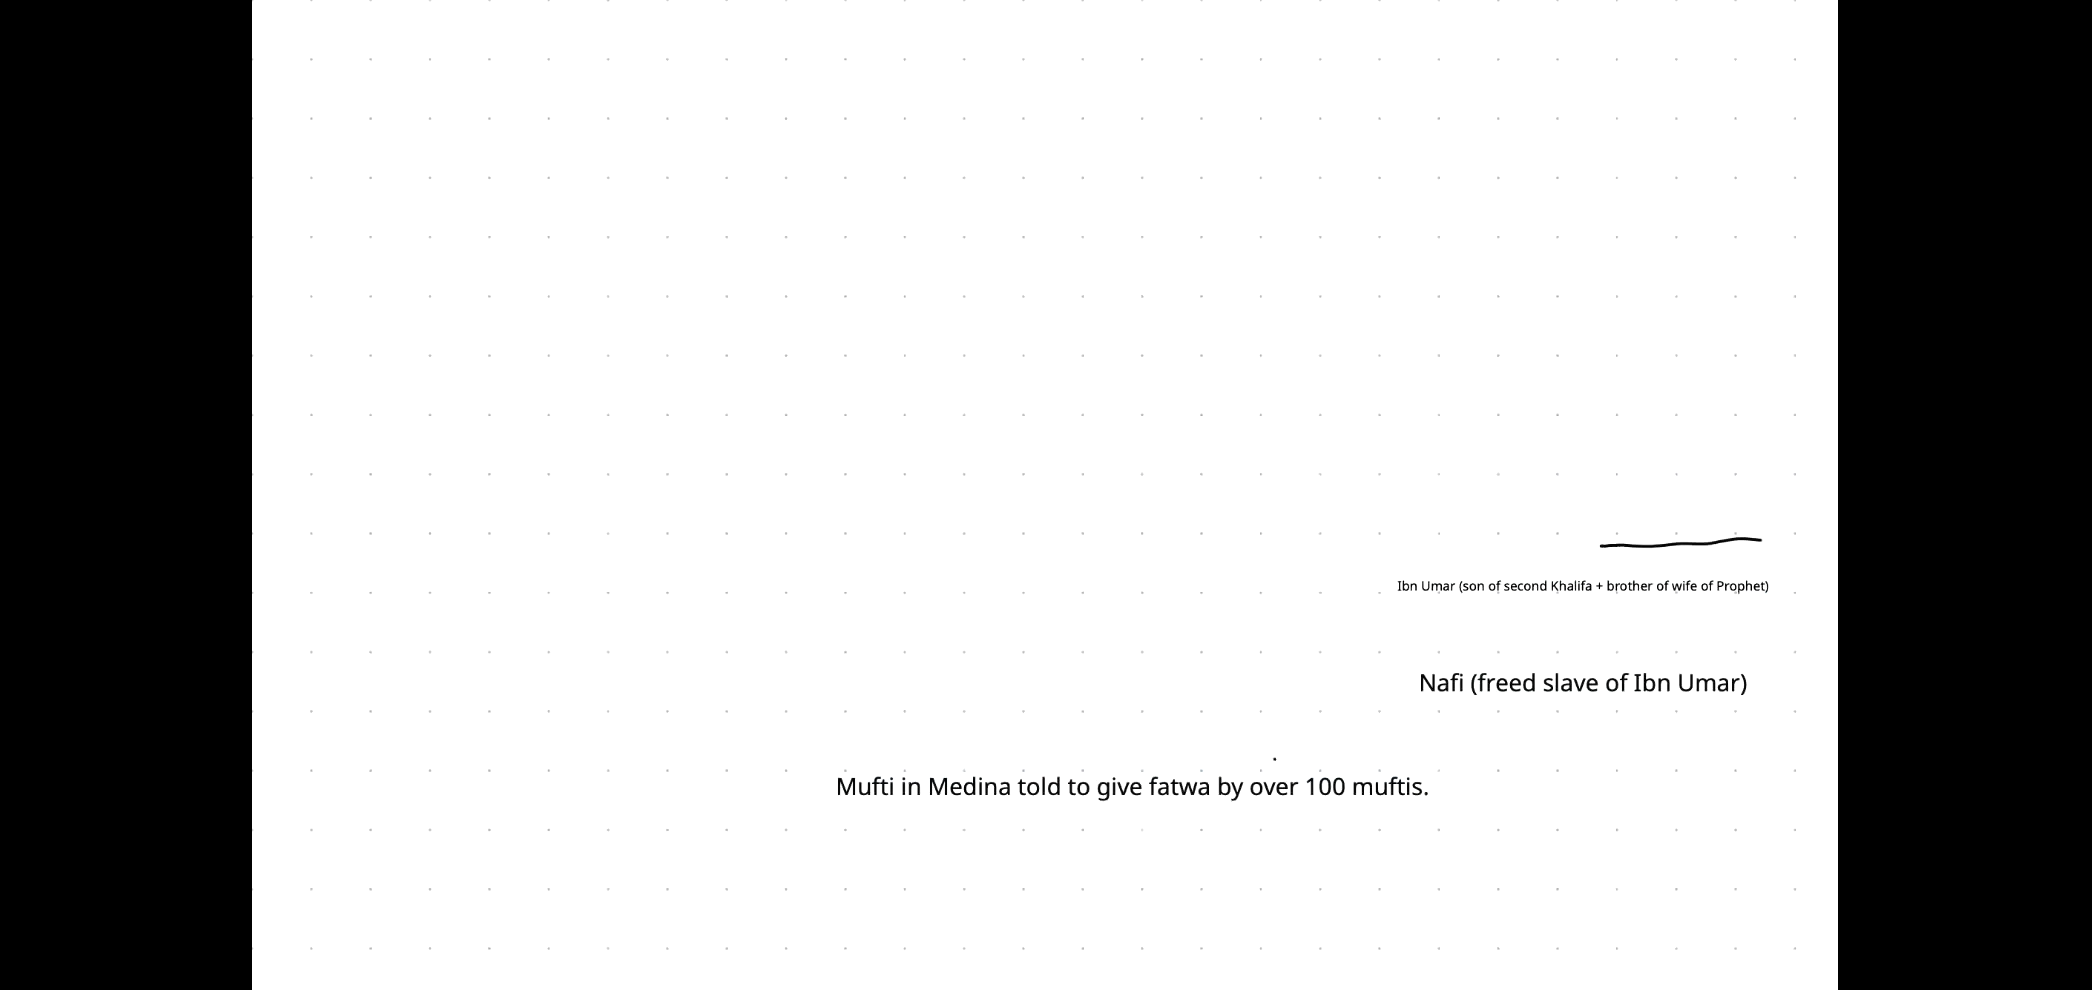 Ibn Umar (son of second Khalifa + brother of wife of Prophet)
Nafi (freed slave of Ibn Umar)
Mufti in Medina told to give fatwa by over 100 muftis.